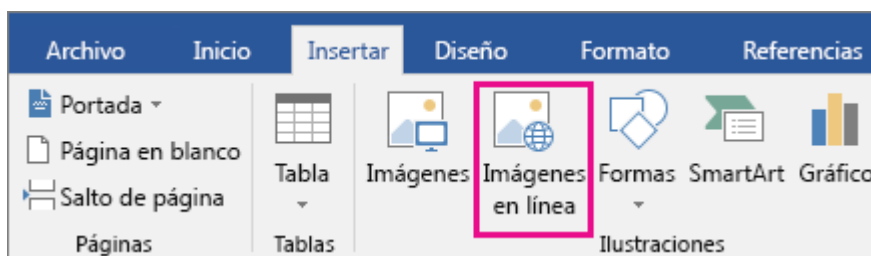 Archivo Inicio Insertar Diseño Formato Referencias
Portada
Página en blanco
Salto de página
Páginas
Tabla
Tablas
Imágenes
Imágenes
en línea
Formas
SmartArt
Gráfico
Ilustraciones